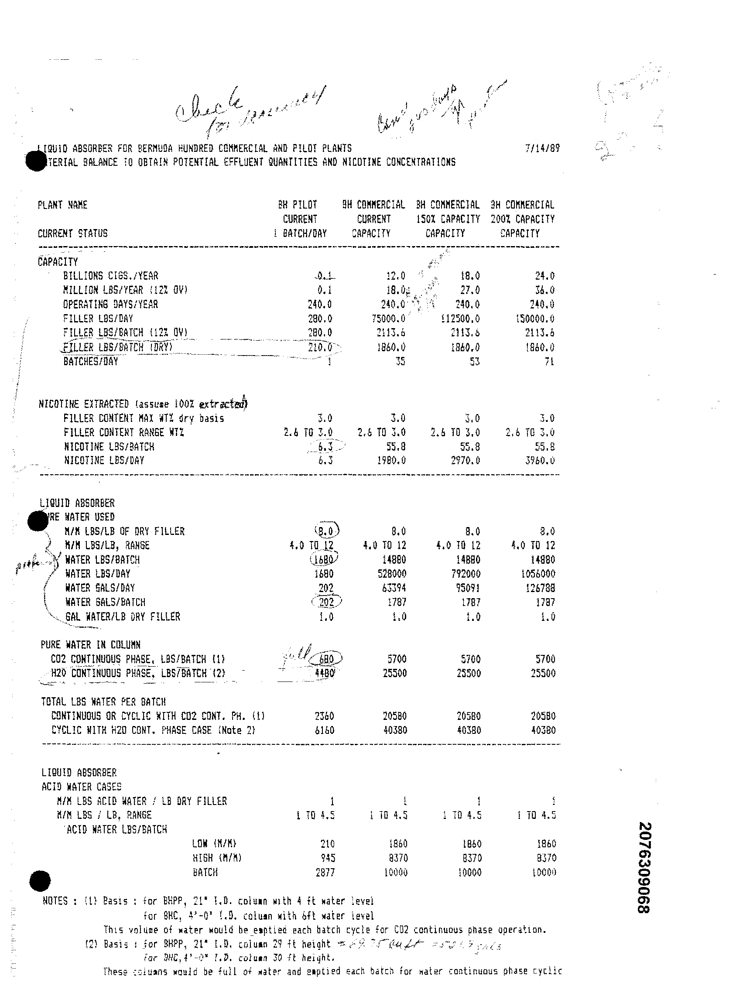 Check
for accuracy
LIQUID ABSORBER FOR BERMUDA HUNDRED COMMERCIAL AND PILOT PLANTS 7/14/89
TERIAL BALANCE TO OBTAIN POTENTIAL EFFLUENT QUANTITIES AND NICOTINE CONCENTRATIONS
PLANT NAME BH PILOT BH COMMERCIAL BH COMMERCIAL BH COMMERCIAL
CURRENT CURRENT 150% CAPACITY 200% CAPACITY
CURRENT STATUS 1 BATCH/DAY CAPACITY CAPACITY CAPACITY
CAPACITY
BILLIONS CIGS./YEAR 0.1 12.0 18.0 24.0
MILLION LBS/YEAR (12% OV) 0.1 18.0 27.0 36.0
OPERATING DAYS/YEAR 240.0 240.0 240.0 240.0
FILLER LBS/DAY 280.0 75000.0 112500.0 150000.0
FILLER LBS/BATCH (12% OV) 280.0 2113.6 2113.6 2113.6
FILLER LBS/BATCH (DRY) 210.0 1860.0 1860.0 1860.0
BATCHES/DAY 1 35 53 71
NICOTINE EXTRACTED (assume 100% extracted)
FILLER CONTENT MAX WT% dry basis 3.0 3.0 3.0 3.0
FILLER CONTENT RANGE WT% 2.6 TO 3.0 2.6 TO 3.0 2.6 TO 3.0 2.6 TO 3.0
NICOTINE LBS/BATCH 6.3 55.8 55.8 55.8
NICOTINE LBS/DAY 6.3 1980.0 2970.0 3960.0
LIQUID ABSORBER
URE WATER USED
M/M LBS/LB OF DRY FILLER (8.0) 8.0 8.0 8.0
M/M LBS/LB, RANGE 4.0 TO 12 4.0 TO 12 4.0 TO 12 4.0 TO 12
WATER LBS/BATCH 1680 14880 14880 14880
WATER LBS/DAY 1680 528000 792000 1056000
WATER GALS/DAY 202 63394 95091 126788
WATER GALS/BATCH 202 1787 1787 1787
GAL WATER/LB DRY FILLER 1.0 1.0 1.0 1.0
PURE WATER IN COLUMN
CO2 CONTINUOUS PHASE, LBS/BATCH (1) 680 5700 5700 5700
H2O CONTINUOUS PHASE, LBS/BATCH (2) 4480 25500 25500 25500
TOTAL LBS WATER PER BATCH
CONTINUOUS OR CYCLIC WITH CO2 CONT. PH. (1) 2360 20580 20580 20580
CYCLIC WITH H2O CONT. PHASE CASE (Note 2) 6160 40380 40380 40380
LIQUID ABSORBER
ACID WATER CASES
M/M LBS ACID WATER / LB DRY FILLER 1 1 1 1
M/M LBS / LB, RANGE 1 TO 4.5 1 TO 4.5 1 TO 4.5 1 TO 4.5
ACID WATER LBS/BATCH
LOW (M/M) 210 1860 1860 1860
HIGH (M/M) 945 8370 8370 8370
BATCH 2877 10000 10000 10000
NOTES : (1) Basis : for BHPP, 21" I.D. column with 4 ft water level
for BHC, 4'-0" I.D. column with 6ft water level
This volume of water would be emptied each batch cycle for CO2 continuous phase operation.
(2) Basis : for BHPP, 21" I.D. column 29 ft height
for BHC, 4'-0" I.D. column 30 ft height.
These columns would be full of water and emptied each batch for water continuous phase cyclic
2076309068